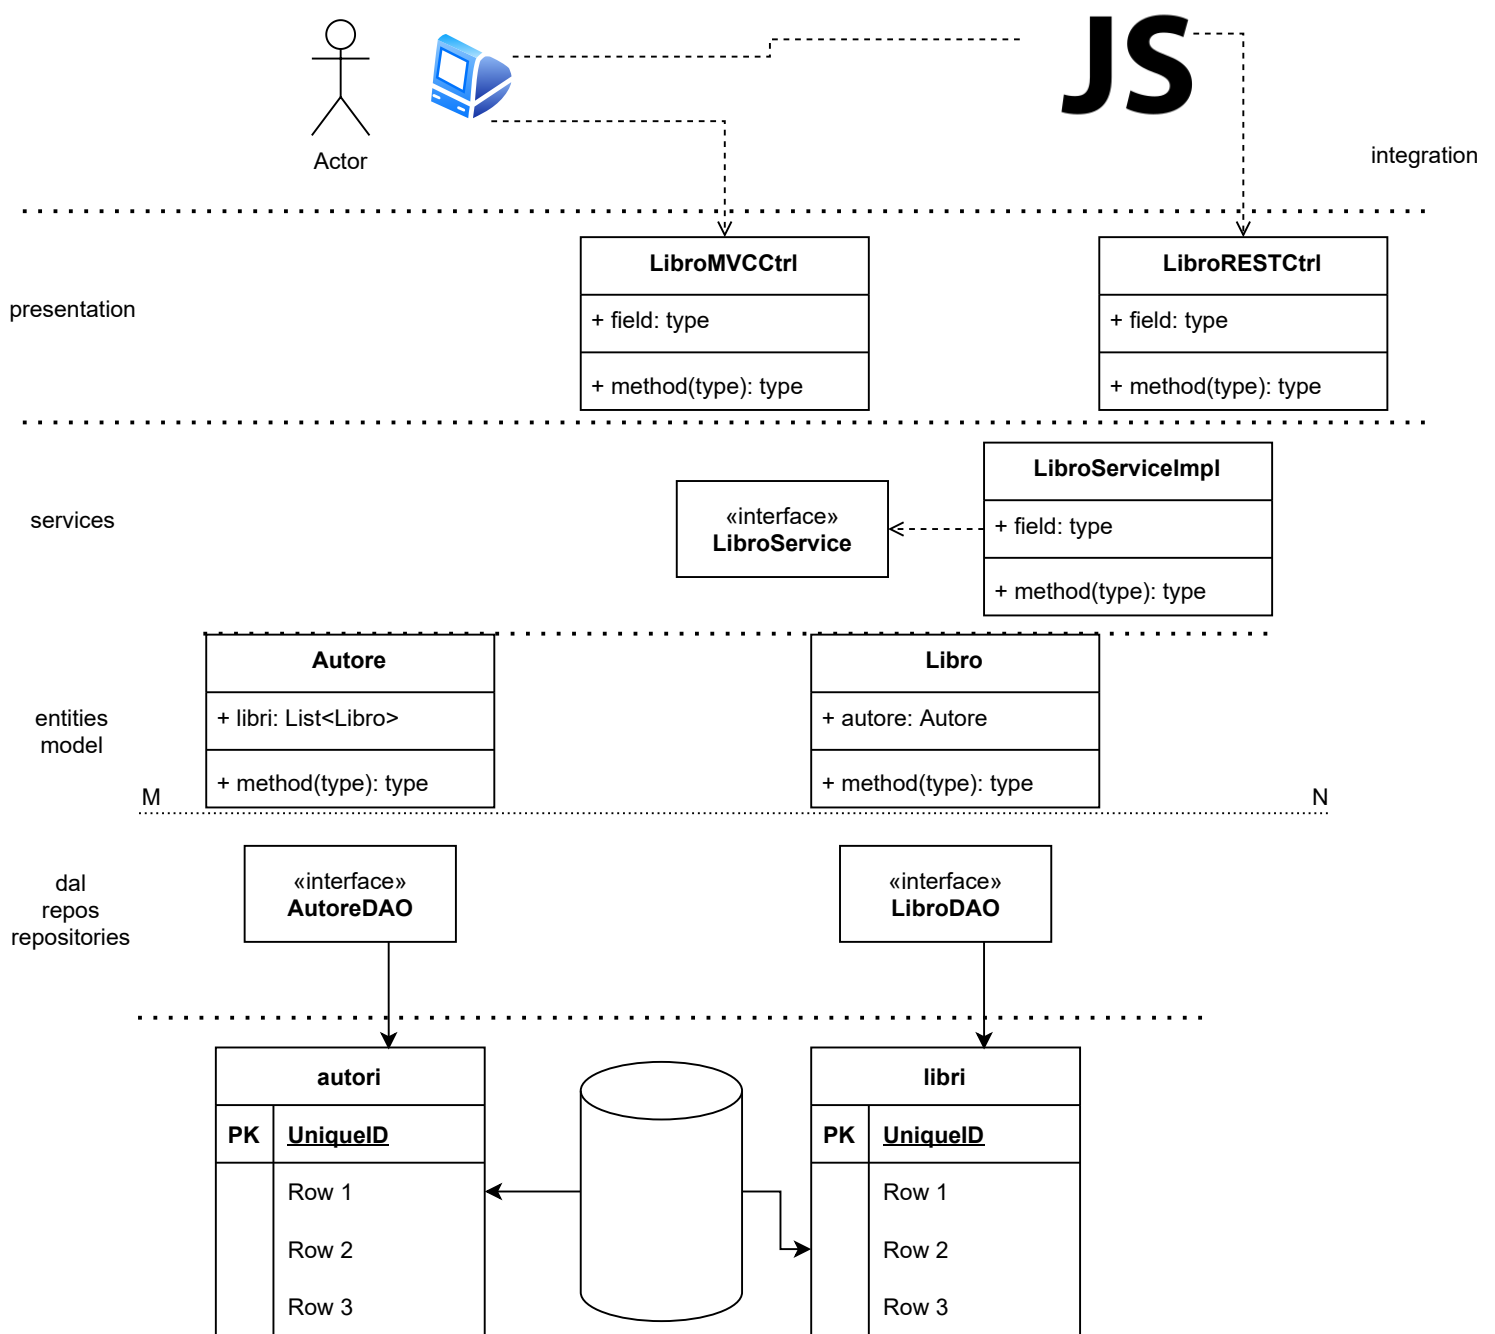 JS
Actor
integration
LibroMVCCtrl
LibroRESTCtrl
presentation
+ field: type
+ field: type
+ method(type): type
+ method(type): type
LibroServiceImpl
services
«interface»
LibroService
+ field: type
+ method(type): type
Autore
Libro
entities
model
+ libri: List<Libro>
+ autore: Autore
+ method(type): type
+ method(type): type
M
N
dal
repos
repositories
«interface»
AutoreDAO
«interface»
LibroDAO
autori
libri
PK
UniqueID
PK
UniqueID
Row 1
Row 1
Row 2
Row 2
Row 3
Row 3